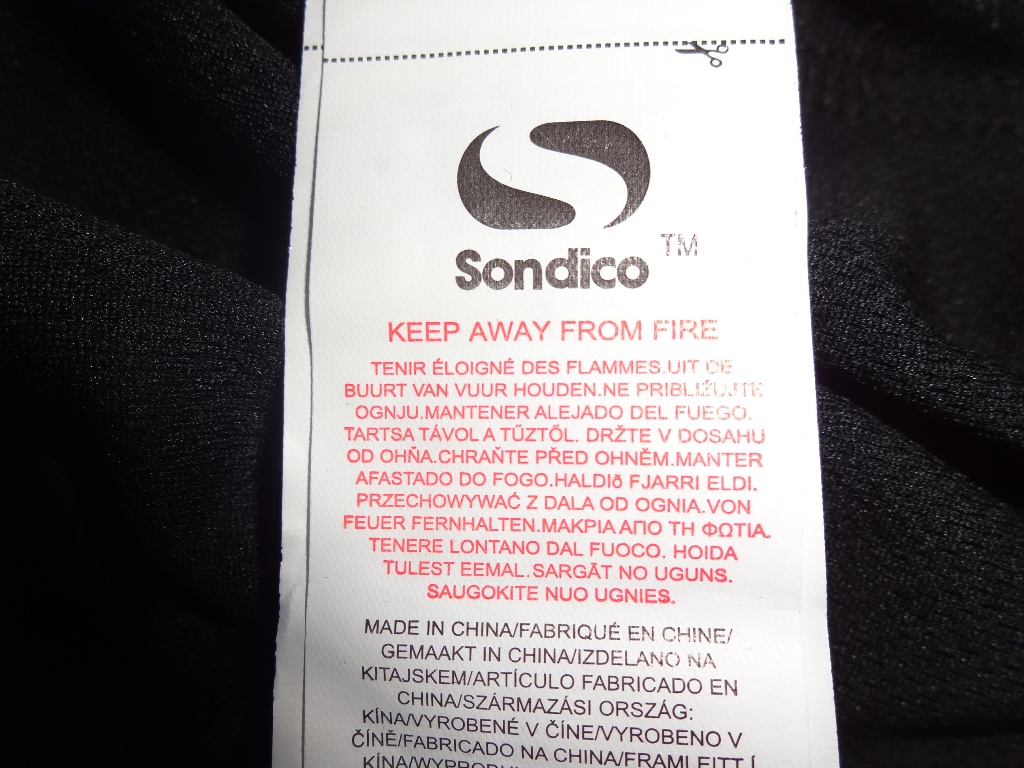 Sondico TM
KEEP AWAY FROM FIRE
TENIR ÉLOIGNÉ DES FLAMMES.UIT DE
BUURT VAN VUUR HOUDEN.NE PRIBLIŽUJTE
OGNJU.MANTENER ALEJADO DEL FUEGO.
TARTSA TÁVOL A TŰZTŐL. DRŽTE V DOSAHU
OD OHŇA.CHRAŇTE PŘED OHNĚM.MANTER
AFASTADO DO FOGO.HALDIð FJARRI ELDI.
PRZECHOWYWAĆ Z DALA OD OGNIA.VON
FEUER FERNHALTEN.ΜΑΚΡΙΑ ΑΠΟ ΤΗ ΦΩΤΙΑ.
TENERE LONTANO DAL FUOCO. HOIDA
TULEST EEMAL.SARGĀT NO UGUNS.
SAUGOKITE NUO UGNIES.
MADE IN CHINA/FABRIQUÉ EN CHINE/
GEMAAKT IN CHINA/IZDELANO NA
KITAJSKEM/ARTÍCULO FABRICADO EN
CHINA/SZÁRMAZÁSI ORSZÁG:
KÍNA/VYROBENÉ V ČÍNE/VYROBENO V
ČÍNĚ/FABRICADO NA CHINA/FRAMLEITT Í